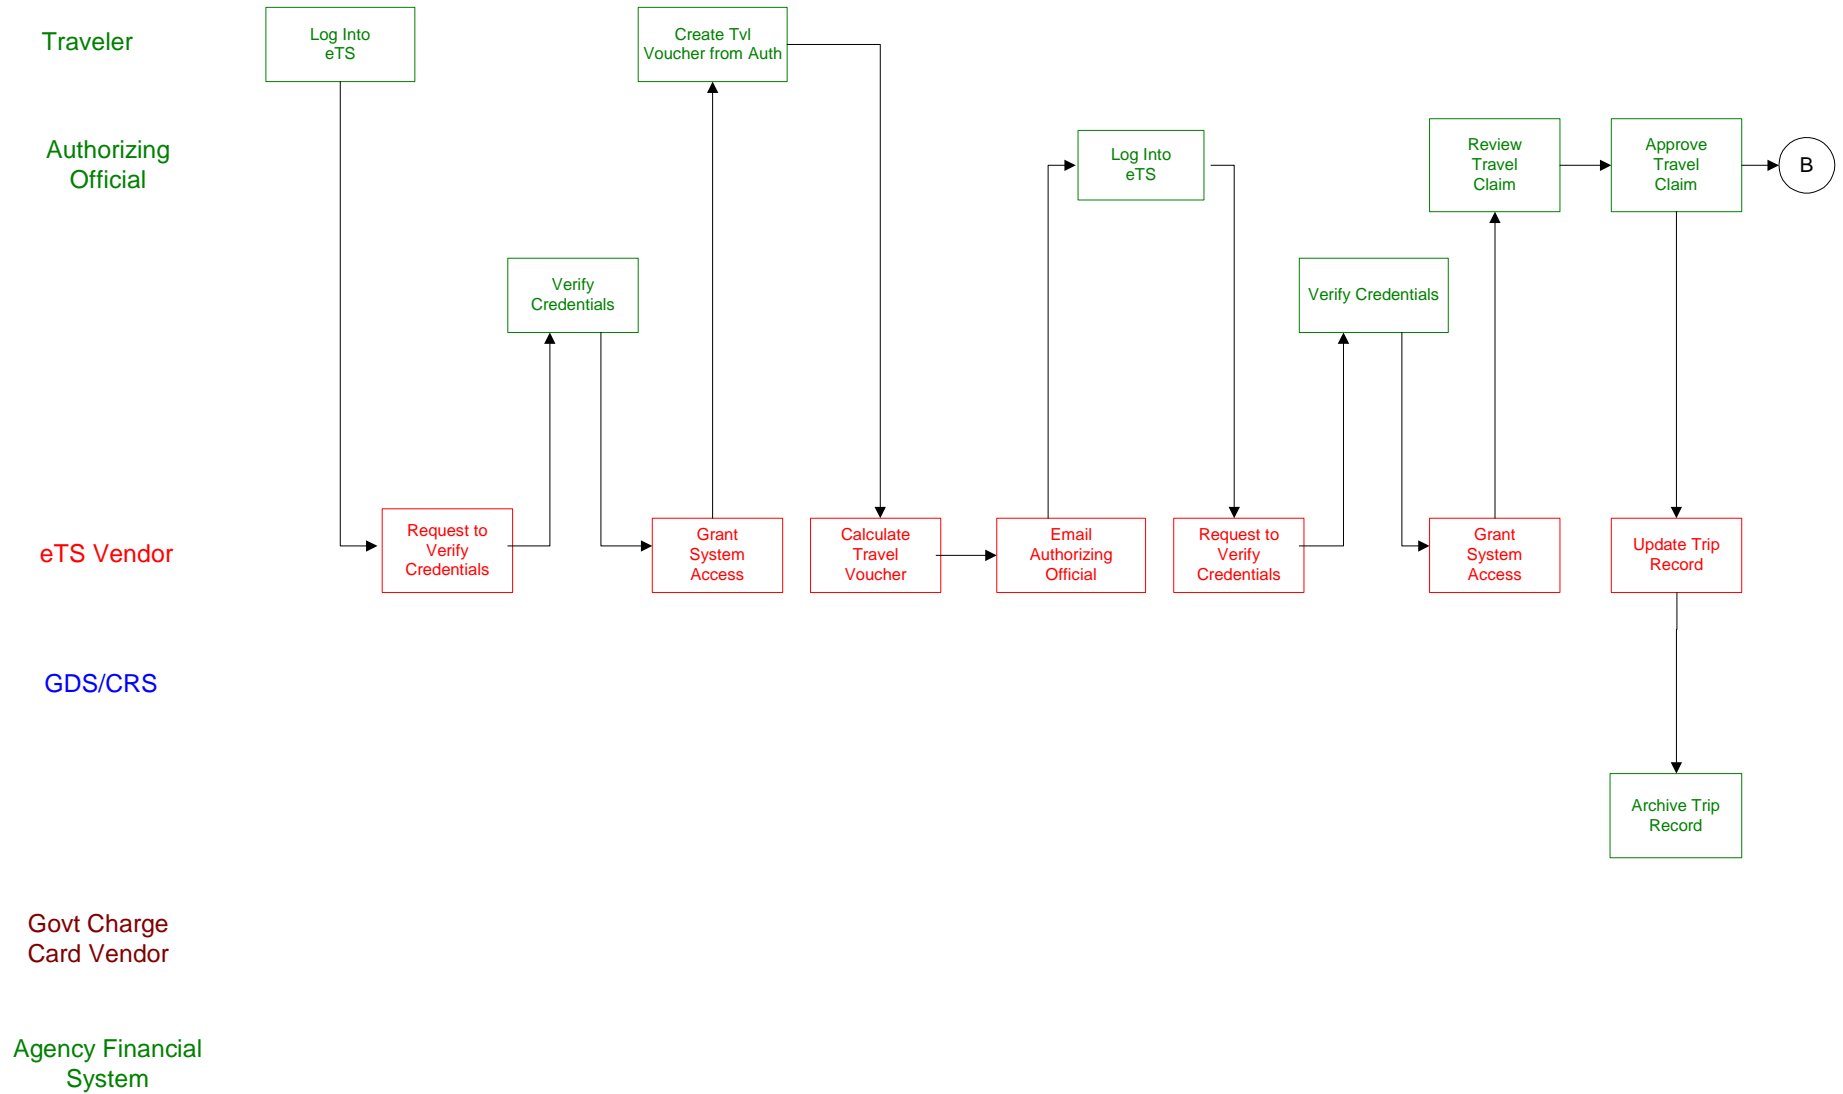 Traveler
Log Into
eTS
Create Tvl
Voucher from Auth
Authorizing
Official
Log Into
eTS
Review
Travel
Claim
Approve
Travel
Claim
B
Verify
Credentials
Verify Credentials
eTS Vendor
Request to
Verify
Credentials
Grant
System
Access
Calculate
Travel
Voucher
Email
Authorizing
Official
Request to
Verify
Credentials
Grant
System
Access
Update Trip
Record
GDS/CRS
Archive Trip
Record
Govt Charge
Card Vendor
Agency Financial
System